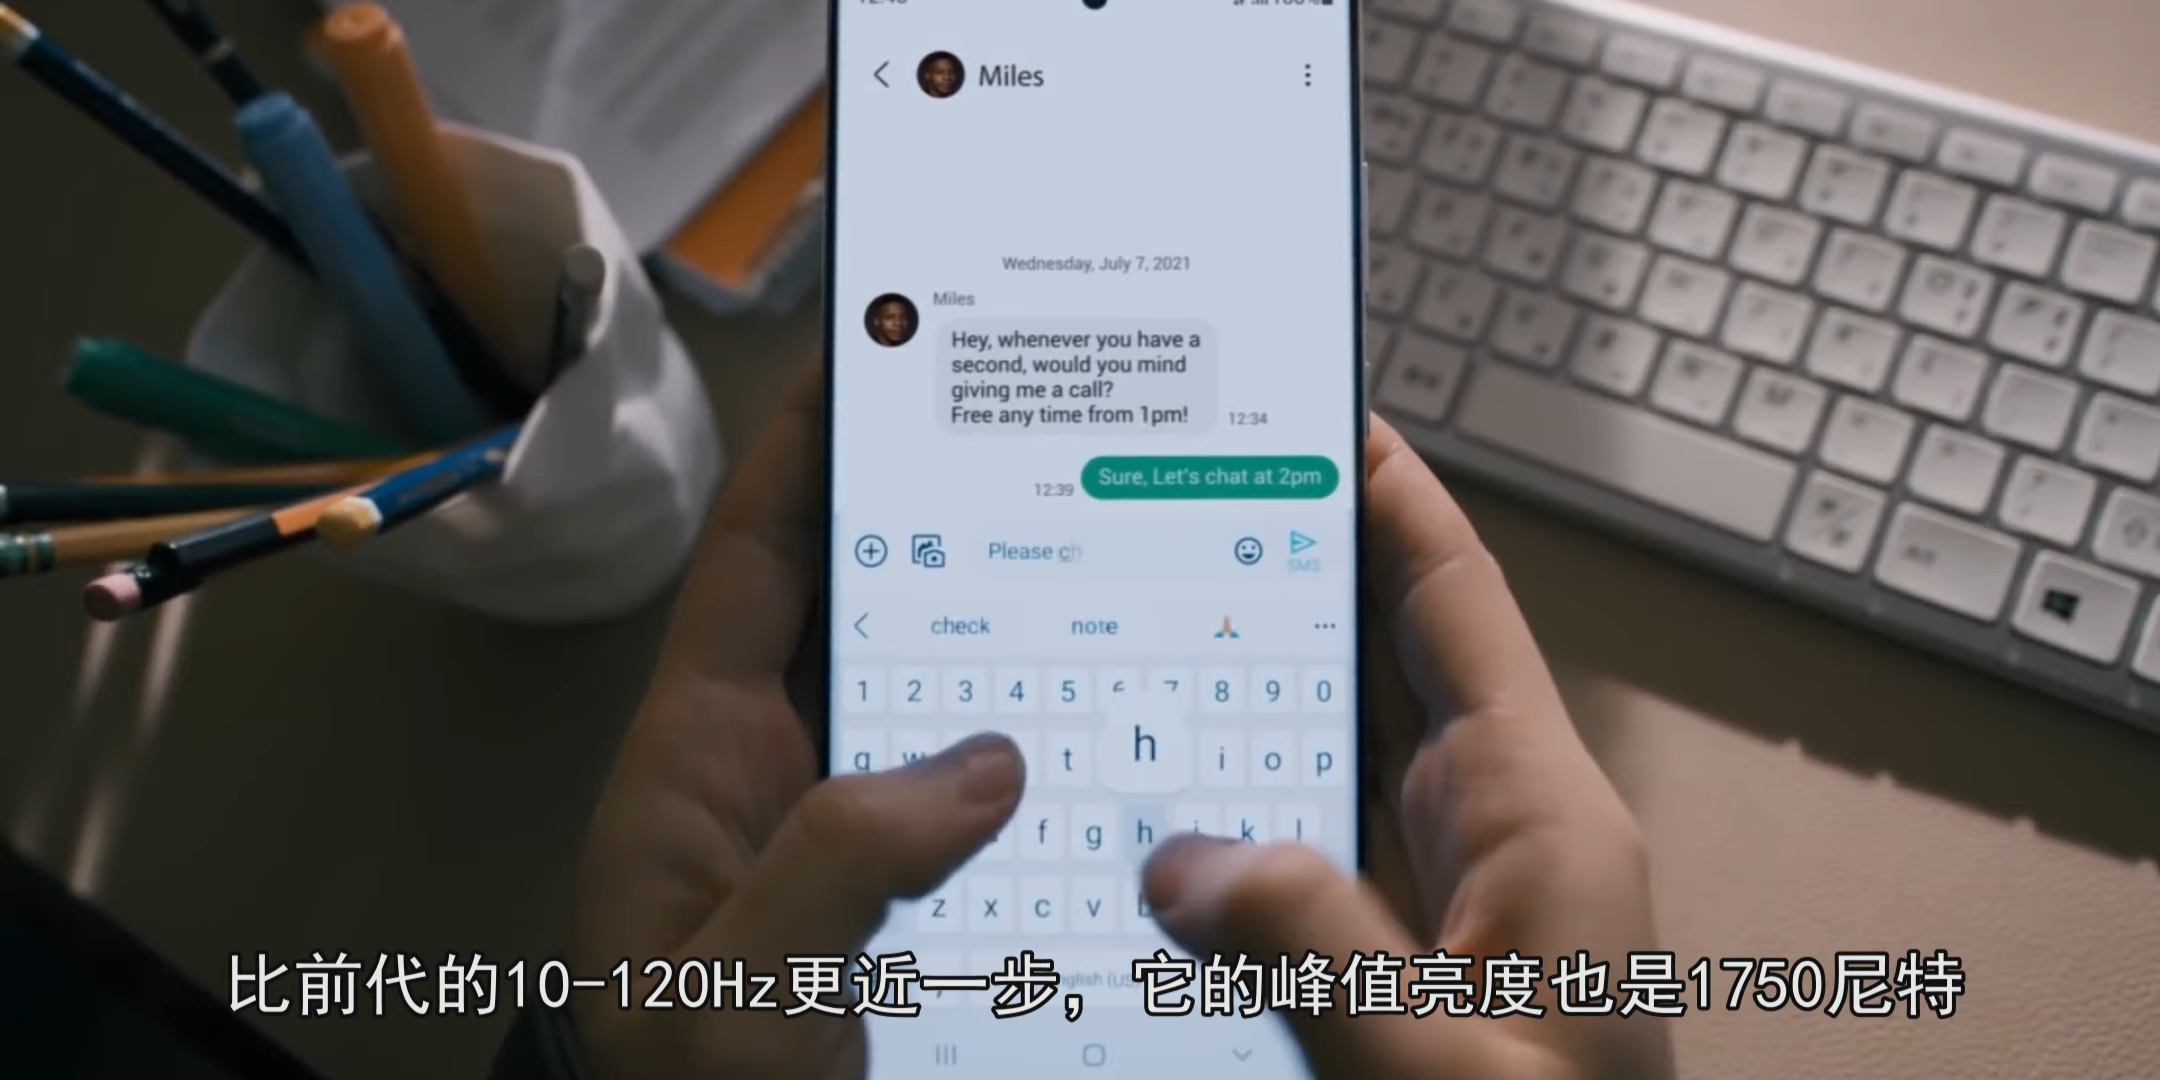 Miles
Wednesday, July 7, 2021
Miles
Hey, whenever you have a
second, would you mind
giving me a call?
Free any time from 1pm!
12:34
Sure, Let's chat at 2pm
12:39
Please ch
SMS
check note
1 2 3 4 5 6 7 8 9 0
q w t h i o p
f g h j k l
z x c v b
比前代的10-120Hz更近一步，它的峰值亮度也是1750尼特